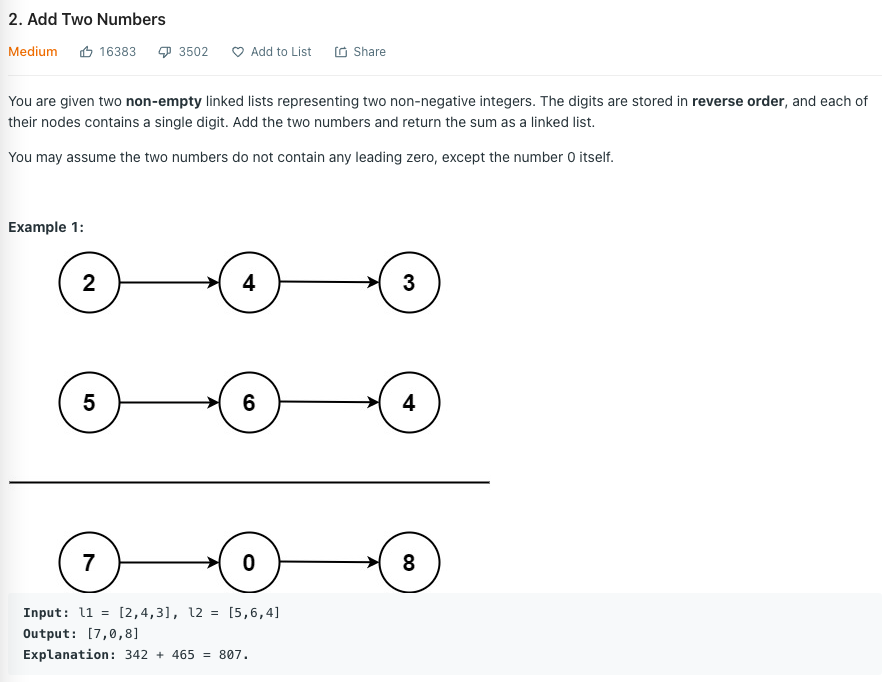 2. Add Two Numbers
Medium 16383 3502 Add to List Share
You are given two non-empty linked lists representing two non-negative integers. The digits are stored in reverse order, and each of
their nodes contains a single digit. Add the two numbers and return the sum as a linked list.
You may assume the two numbers do not contain any leading zero, except the number 0 itself.
Example 1:
2 4 3
5 6 4
7 0 8
Input: l1 = [2,4,3], l2 = [5,6,4]
Output: [7,0,8]
Explanation: 342 + 465 = 807.